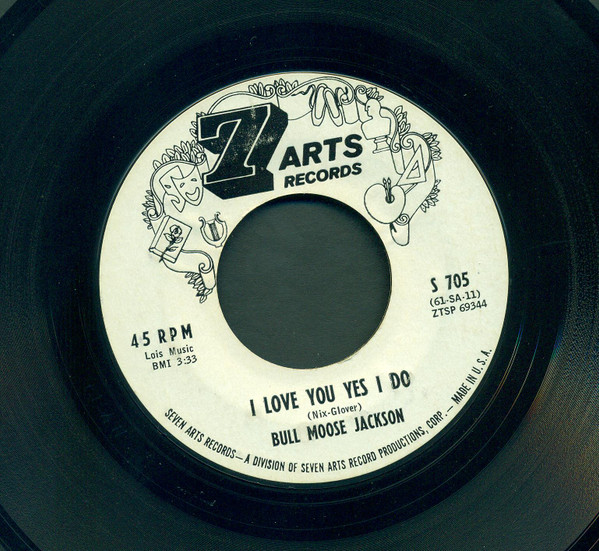 7 ARTS
RECORDS
S 705
(61-SA-11)
ZTSP 69344
45 RPM
Lois Music
BMI 3:33
I LOVE YOU YES I DO
(Nix-Glover)
BULL MOOSE JACKSON
SEVEN ARTS RECORDS—A DIVISION OF SEVEN ARTS RECORD PRODUCTIONS, CORP.—MADE IN U.S.A.